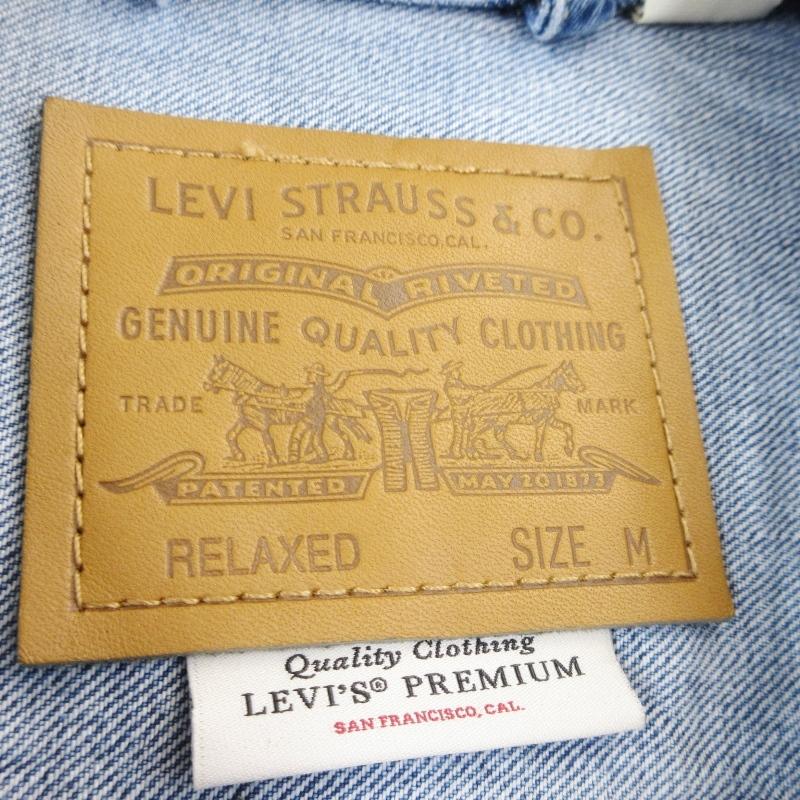 LEVI STRAUSS & CO.
SAN FRANCISCO, CAL.
ORIGINAL RIVETED
GENUINE QUALITY CLOTHING
TRADE MARK
PATENTED MAY 20 1873
RELAXED SIZE M
Quality Clothing
LEVI'S® PREMIUM
SAN FRANCISCO, CAL.